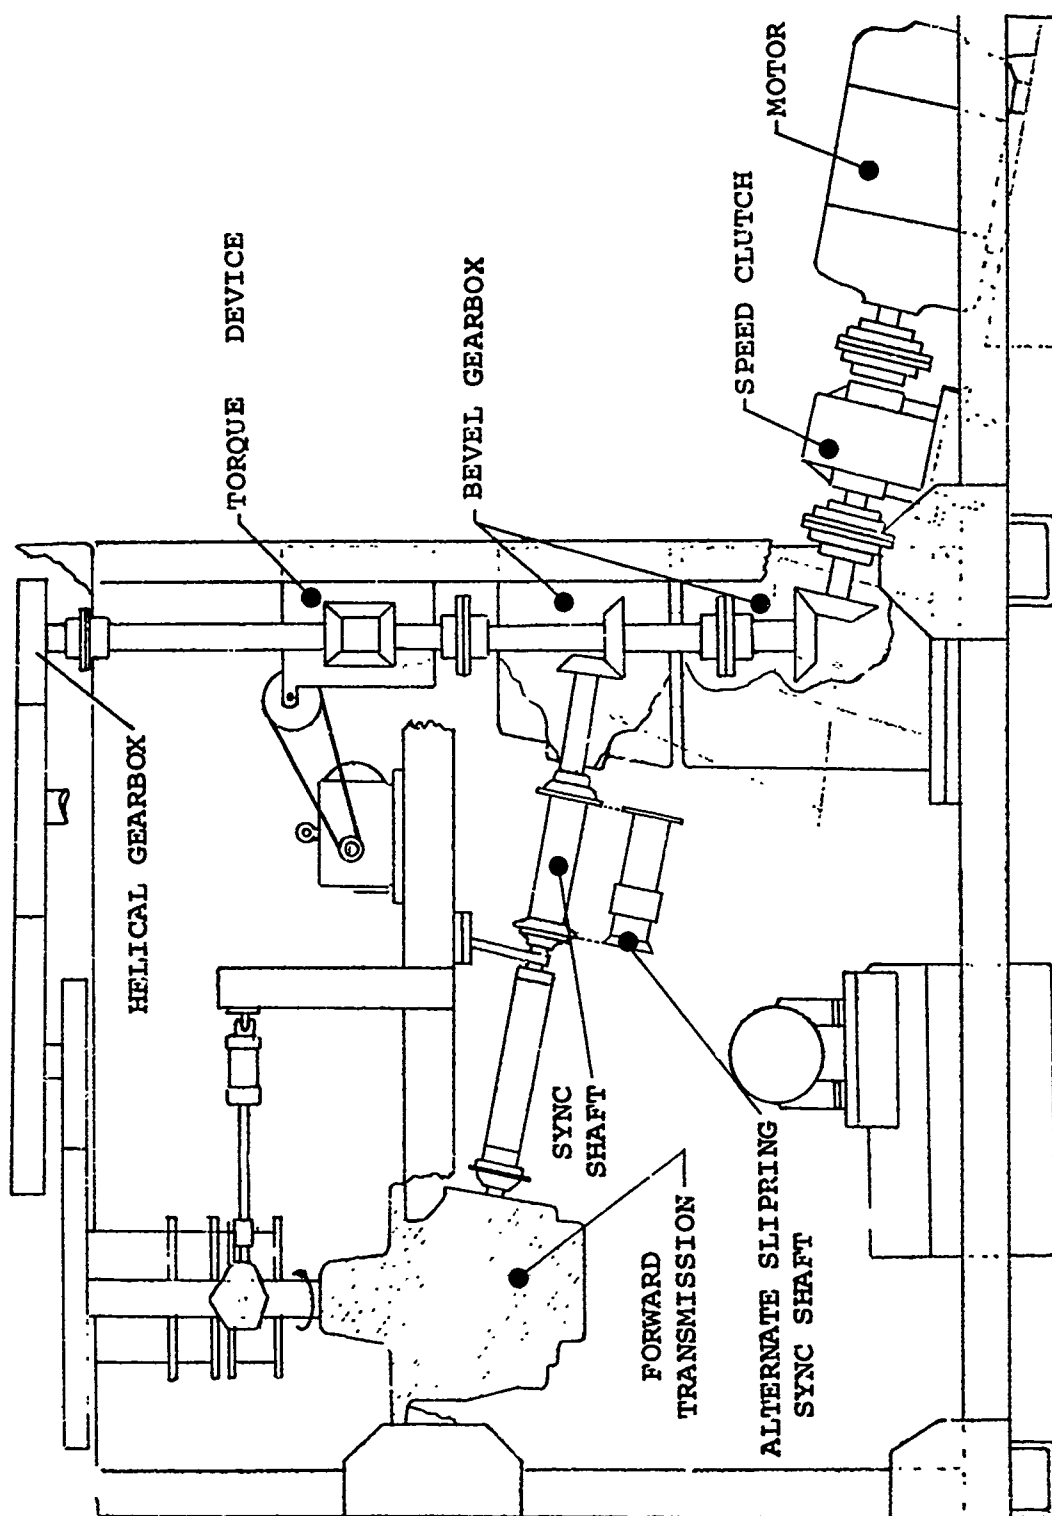 HELICAL GEARBOX
TORQUE DEVICE
BEVEL GEARBOX
SPEED CLUTCH
MOTOR
SYNC
SHAFT
FORWARD
TRANSMISSION
ALTERNATE SLIPRING
SYNC SHAFT